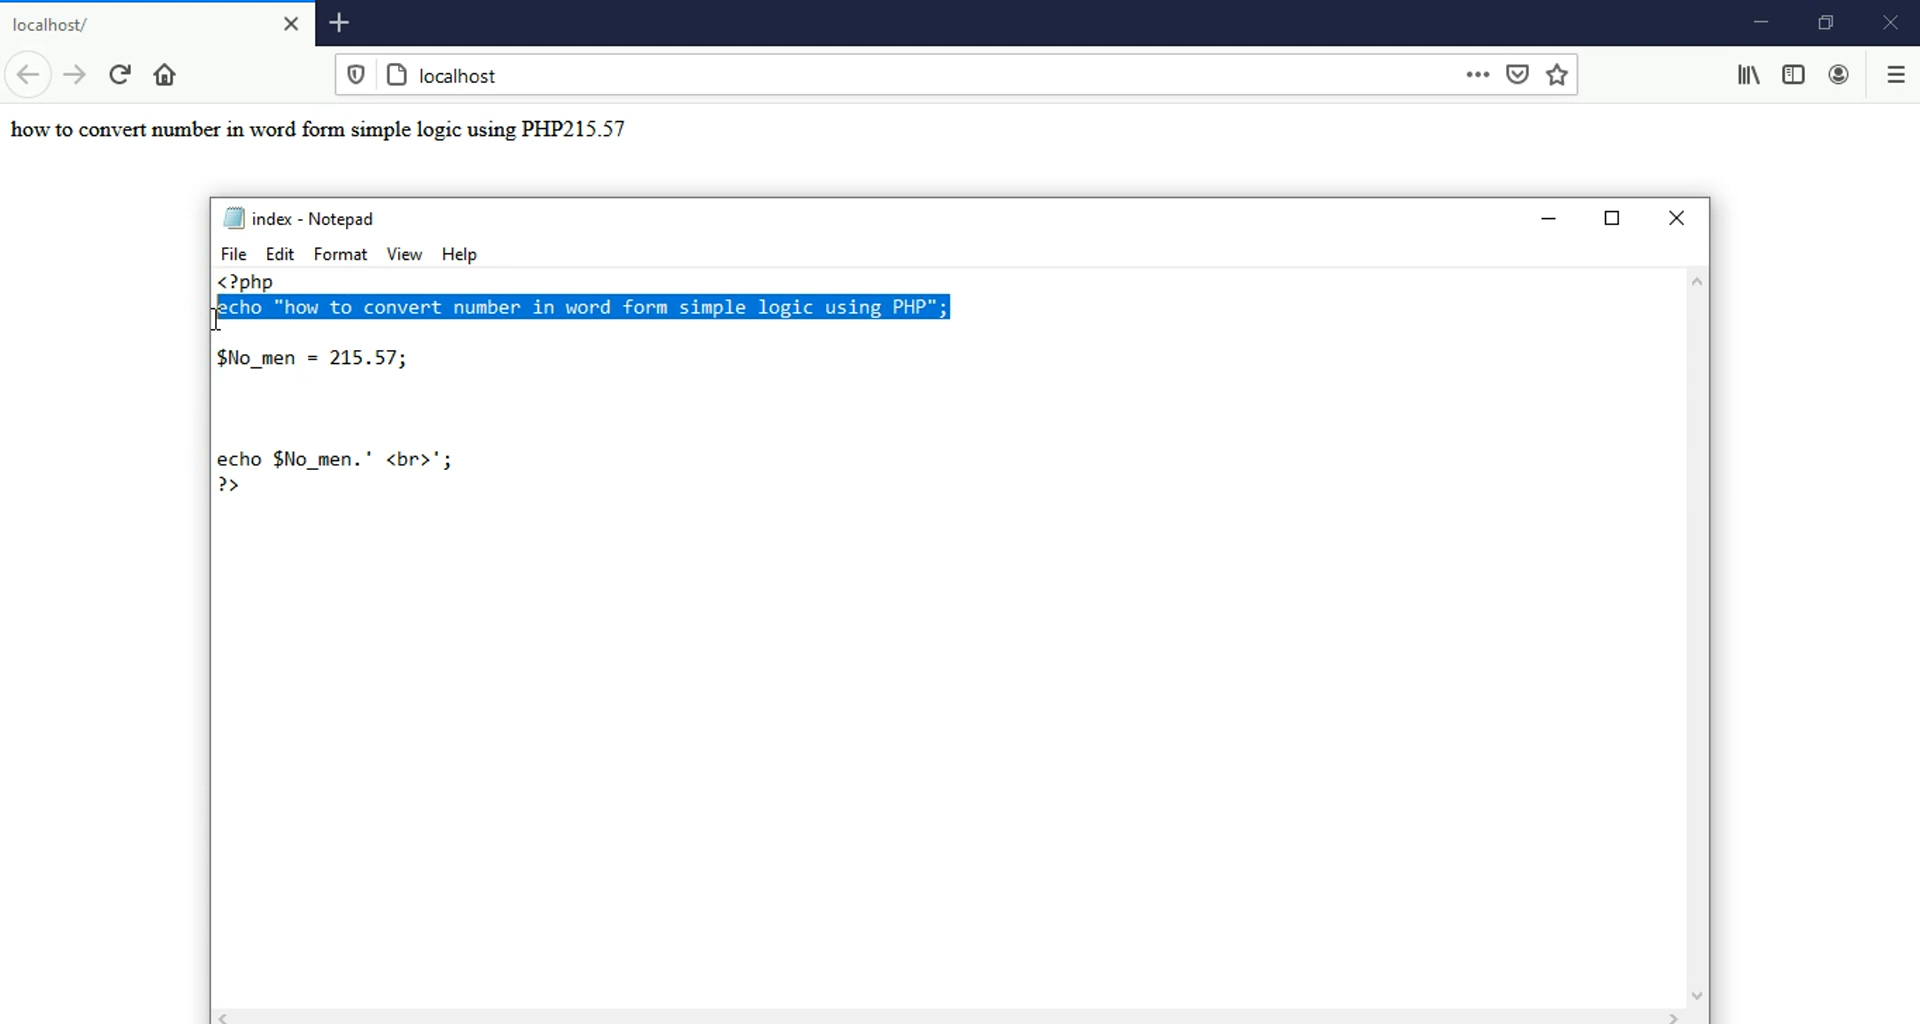 localhost/
localhost
how to convert number in word form simple logic using PHP215.57
index - Notepad
File Edit Format View Help
<?php
echo "how to convert number in word form simple logic using PHP";
$No_men = 215.57;
echo $No_men.' <br>';
?>